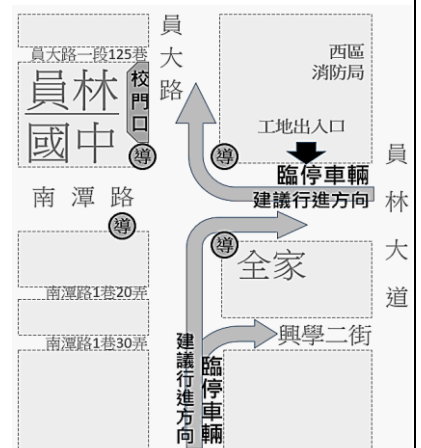 員大路
員大路一段125巷
員林
國中
校門口
導
西區
消防局
工地出入口
導
臨停車輛
建議行進方向
員林大道
南潭路
導
導
全家
南潭路1巷20弄
南潭路1巷30弄
興學二街
建議行進方向
臨停車輛